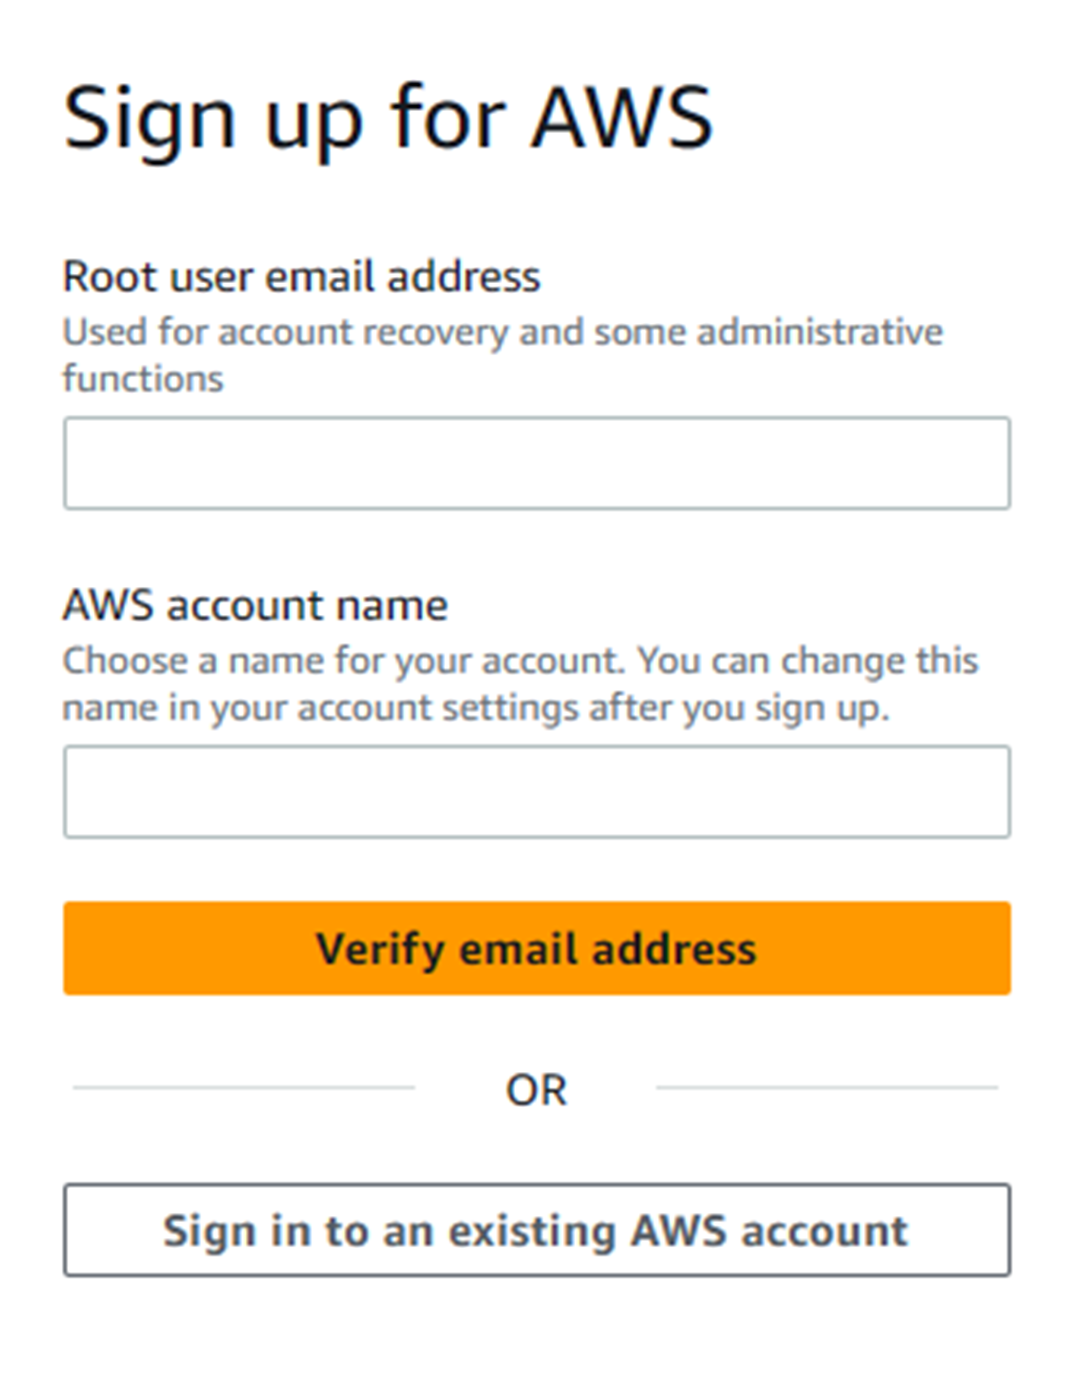 Sign up for AWS
Root user email address
Used for account recovery and some administrative
functions
AWS account name
Choose a name for your account. You can change this
name in your account settings after you sign up.
Verify email address
OR
Sign in to an existing AWS account